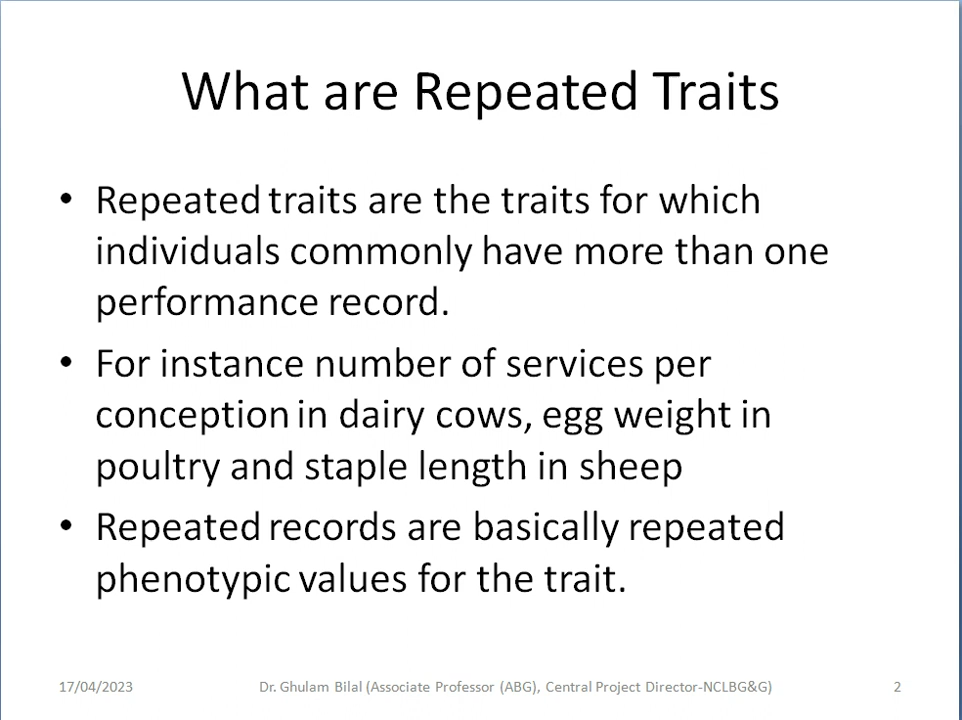 What are Repeated Traits
• Repeated traits are the traits for which
individuals commonly have more than one
performance record.
• For instance number of services per
conception in dairy cows, egg weight in
poultry and staple length in sheep
• Repeated records are basically repeated
phenotypic values for the trait.
17/04/2023 Dr. Ghulam Bilal (Associate Professor (ABG), Central Project Director-NCLBG&G) 2